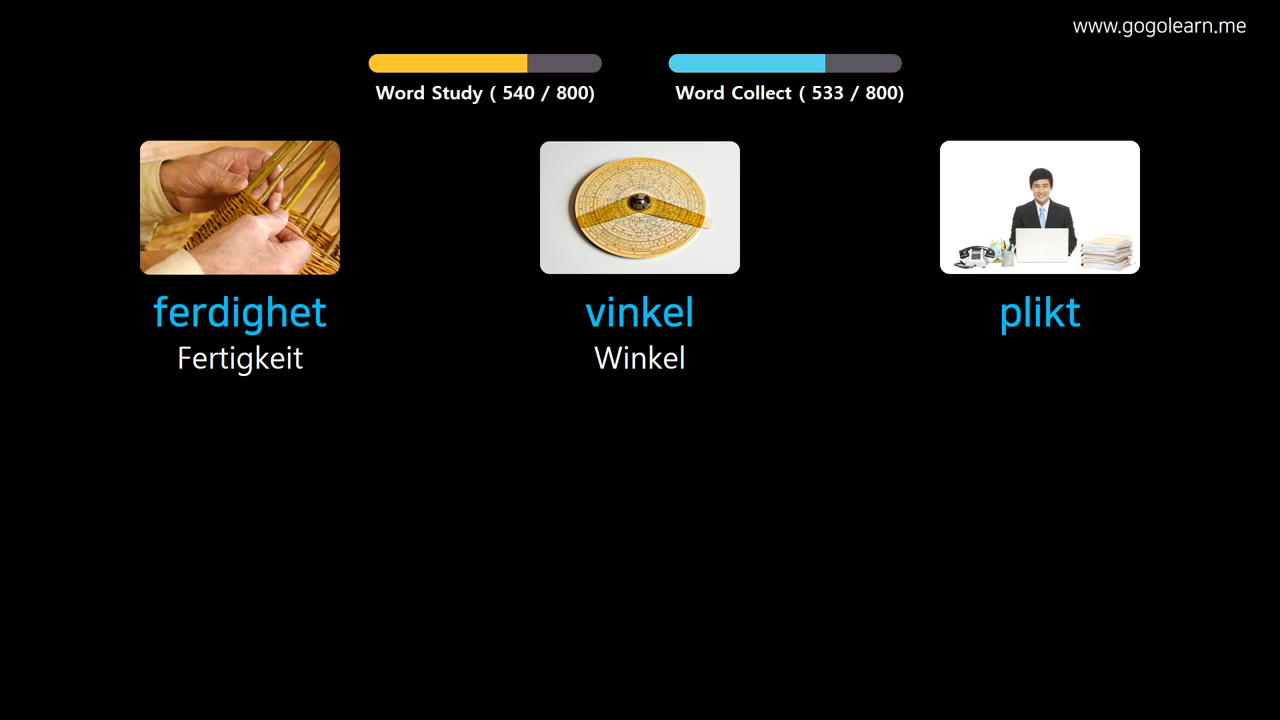 www.gogolearn.me
Word Study ( 540 / 800)
Word Collect ( 533 / 800)
ferdighet
Fertigkeit
vinkel
Winkel
plikt